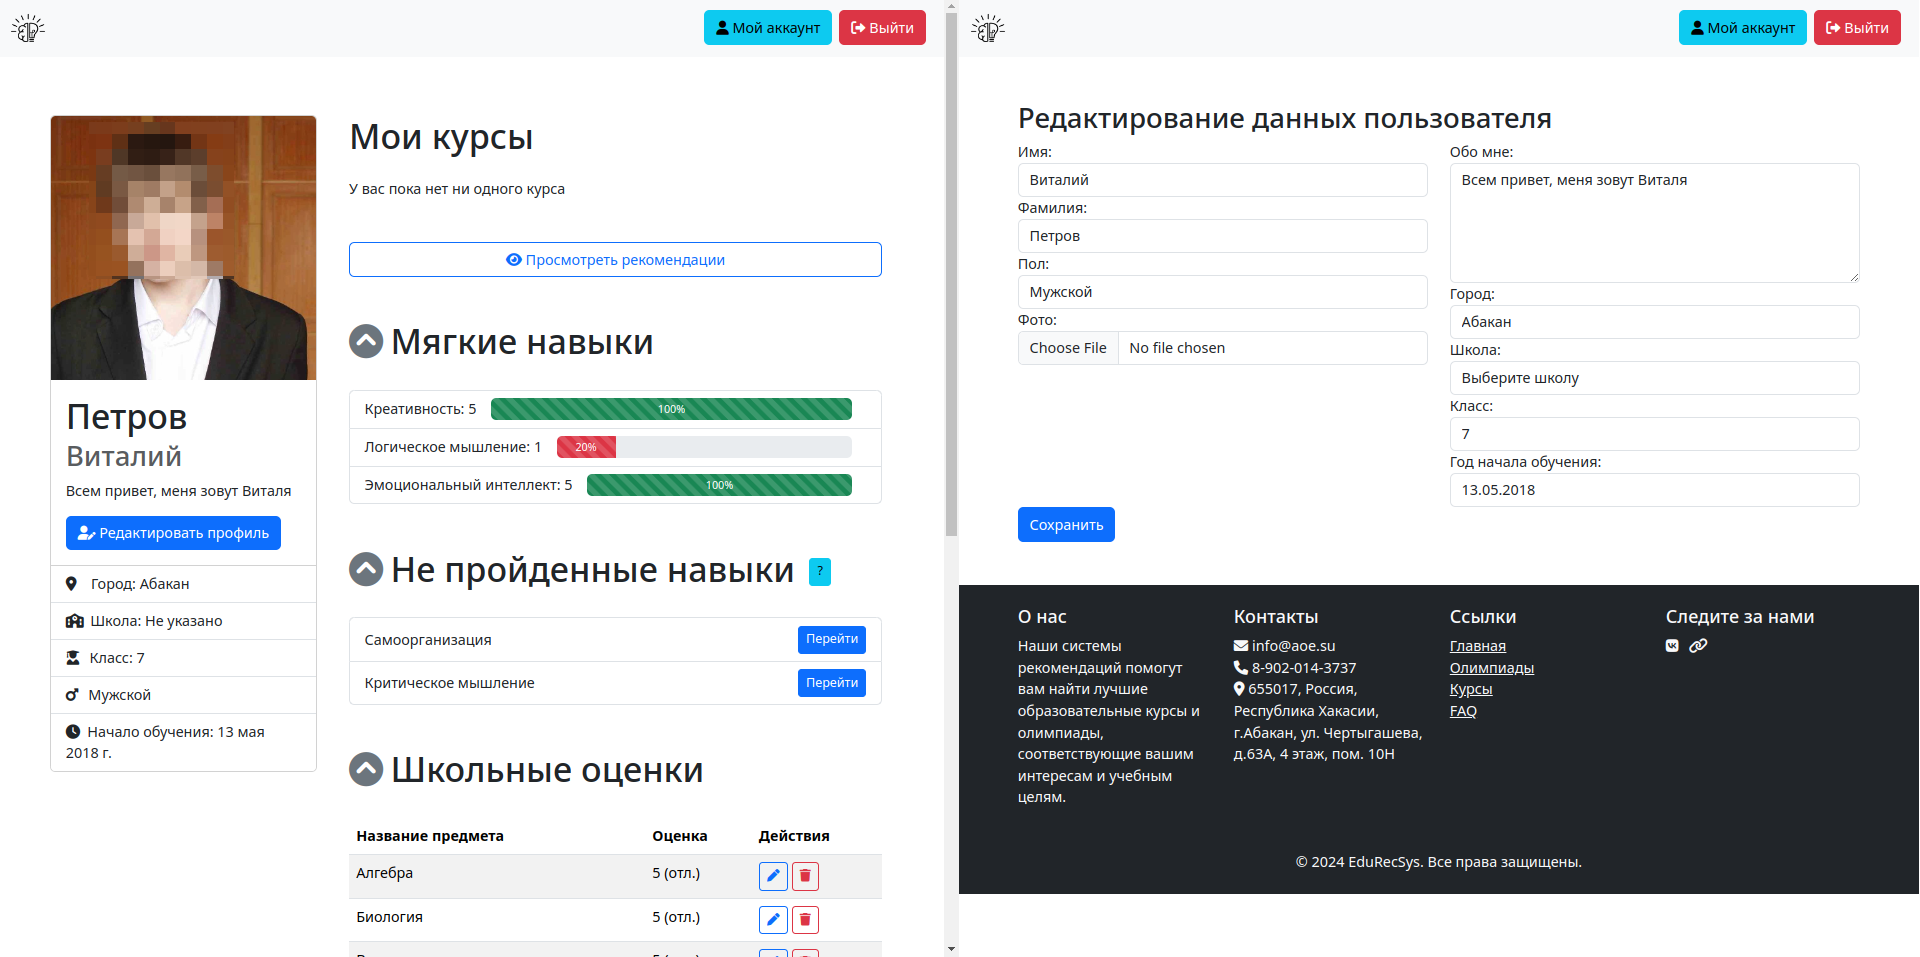 Мой аккаунт
Выйти
Петров
Виталий
Всем привет, меня зовут Виталя
Редактировать профиль
Город: Абакан
Школа: Не указано
Класс: 7
Мужской
Начало обучения: 13 мая
2018 г.
Мои курсы
У вас пока нет ни одного курса
Просмотреть рекомендации
Мягкие навыки
Креативность: 5 100%
Логическое мышление: 1 20%
Эмоциональный интеллект: 5 100%
Не пройденные навыки ?
Самоорганизация Перейти
Критическое мышление Перейти
Школьные оценки
Название предмета Оценка Действия
Алгебра 5 (отл.)
Биология 5 (отл.)
Мой аккаунт
Выйти
Редактирование данных пользователя
Имя:
Виталий
Фамилия:
Петров
Пол:
Мужской
Фото:
Choose File No file chosen
Обо мне:
Всем привет, меня зовут Виталя
Город:
Абакан
Школа:
Выберите школу
Класс:
7
Год начала обучения:
13.05.2018
Сохранить
О нас
Наши системы
рекомендаций помогут
вам найти лучшие
образовательные курсы и
олимпиады,
соответствующие вашим
интересам и учебным
целям.
Контакты
info@aoe.su
8-902-014-3737
655017, Россия,
Республика Хакасии,
г.Абакан, ул. Чертыгашева,
д.63А, 4 этаж, пом. 10Н
Ссылки
Главная
Олимпиады
Курсы
FAQ
Следите за нами
© 2024 EduRecSys. Все права защищены.